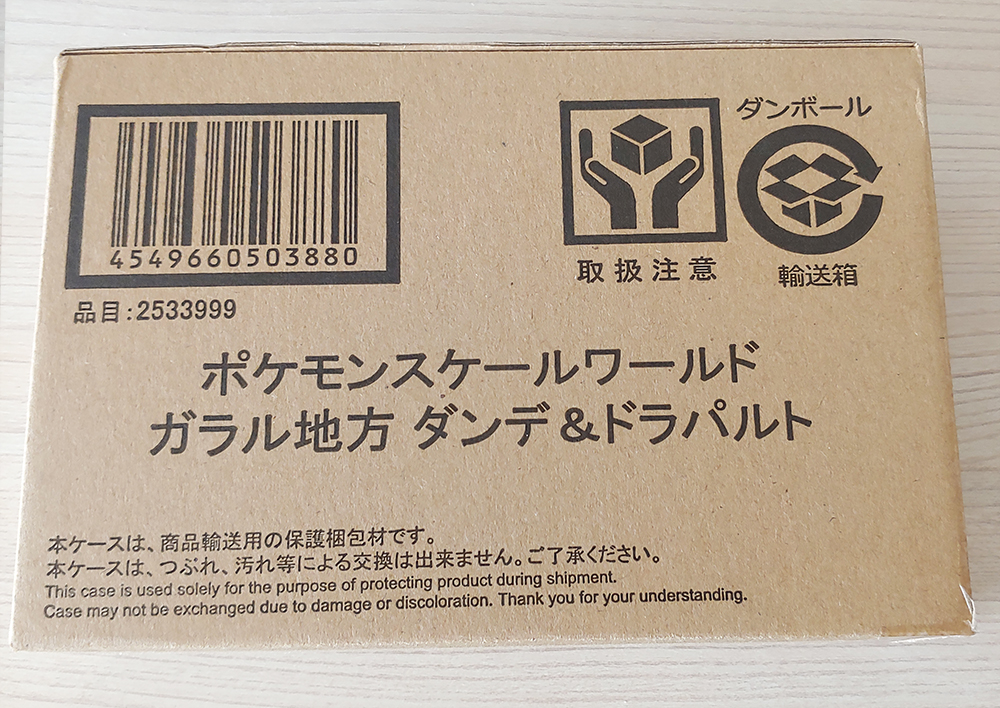 4549660503880
品目:2533999
取扱注意
ダンボール
輸送箱
ポケモンスケールワールド
ガラル地方 ダンデ&ドラパルト
本ケースは、商品輸送用の保護梱包材です。
本ケースは、つぶれ、汚れ等による交換は出来ません。ご了承ください。
This case is used solely for the purpose of protecting product during shipment.
Case may not be exchanged due to damage or discoloration. Thank you for your understanding.